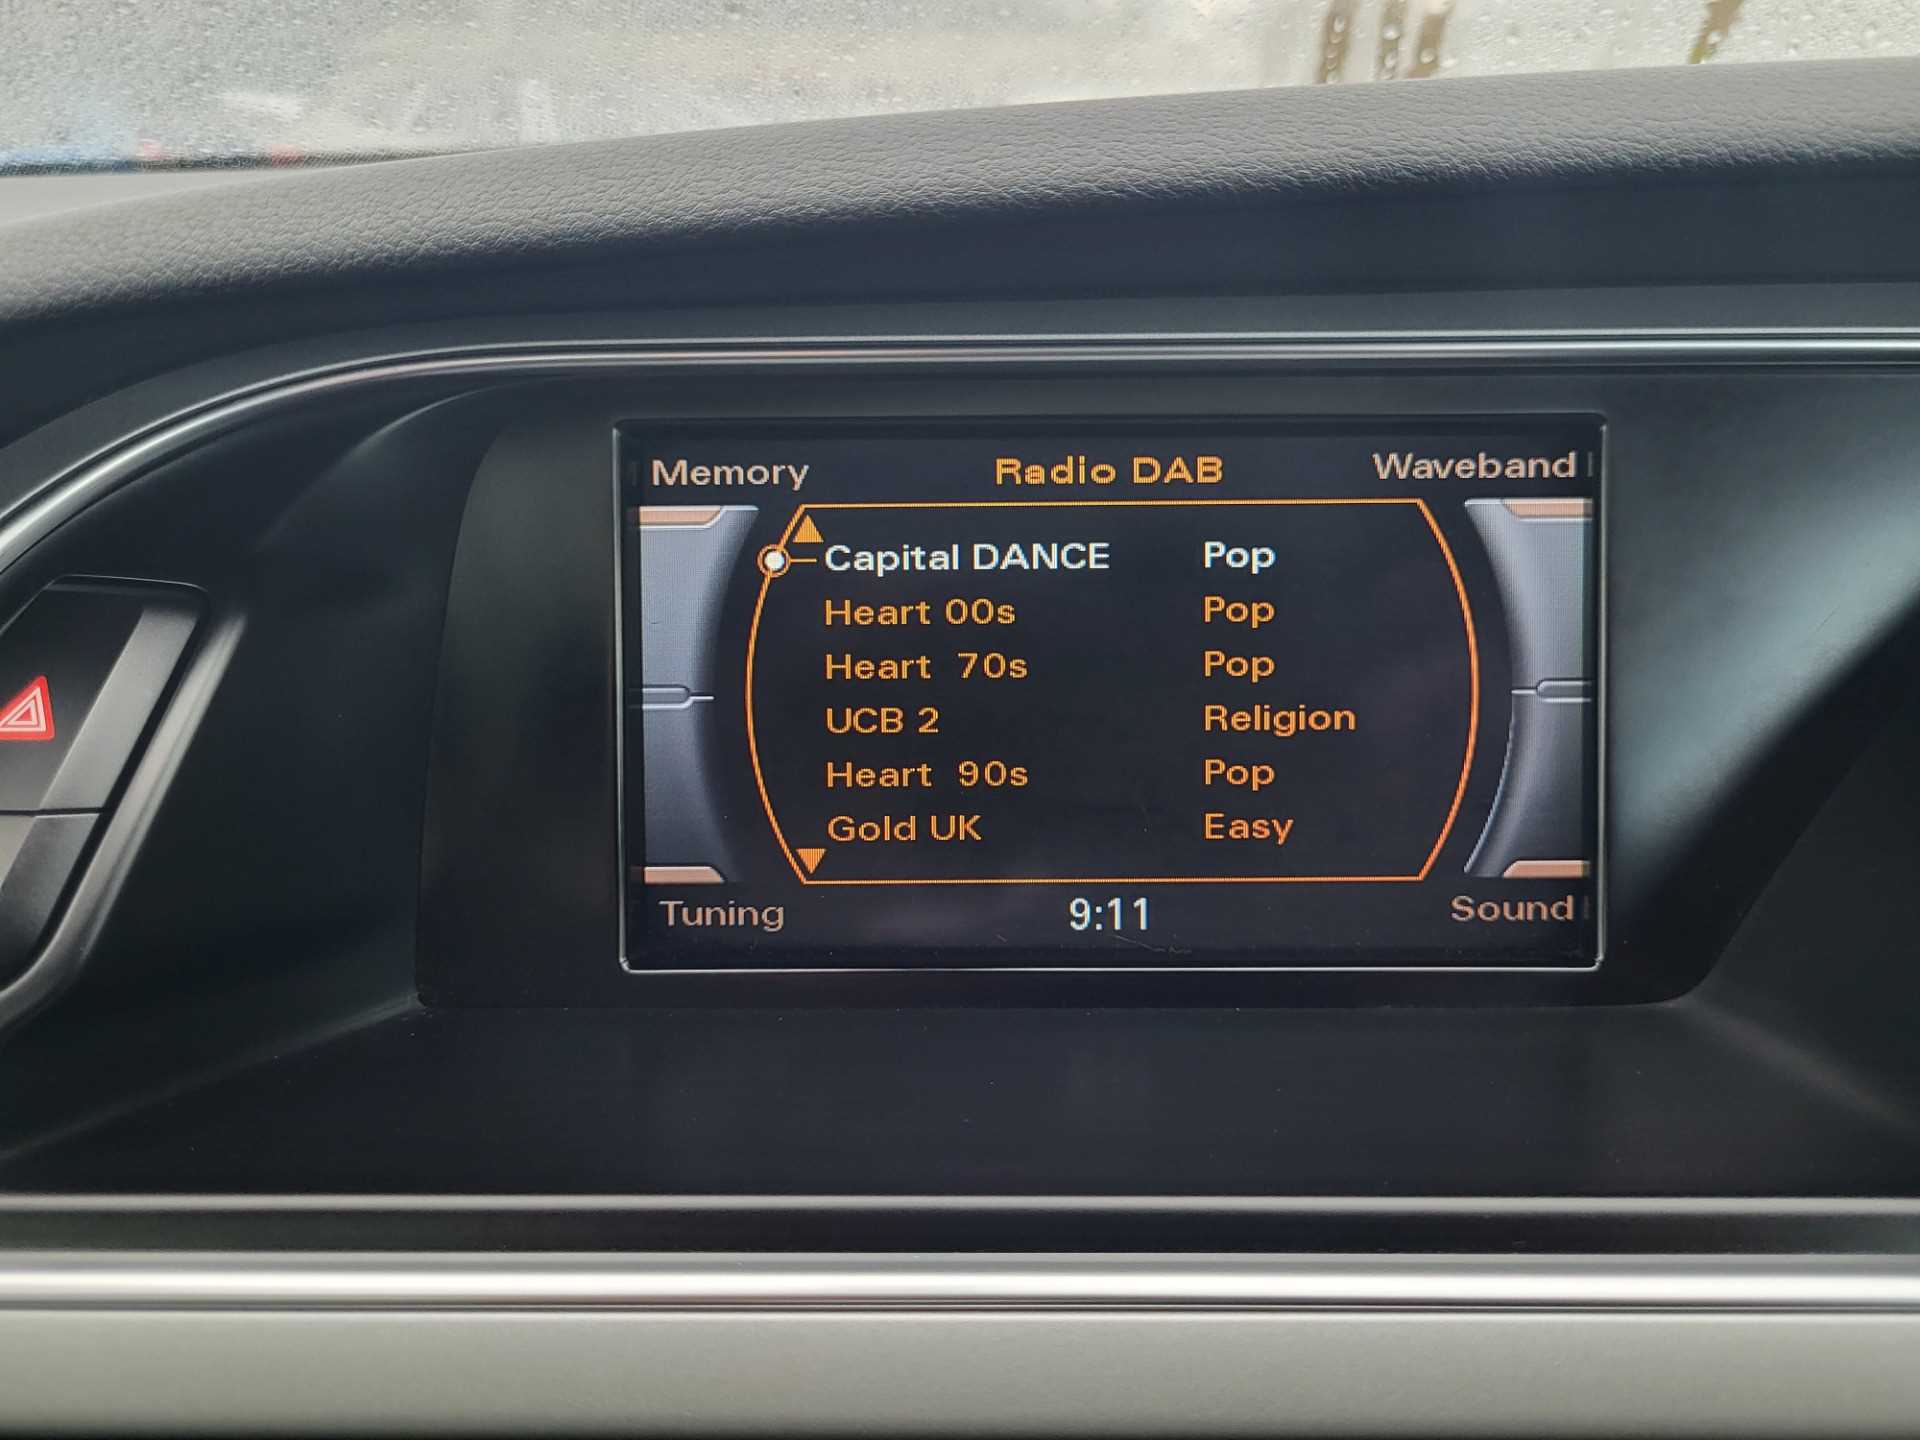 Memory Radio DAB Waveband
Capital DANCE Pop
Heart 00s Pop
Heart 70s Pop
UCB 2 Religion
Heart 90s Pop
Gold UK Easy
Tuning 9:11 Sound